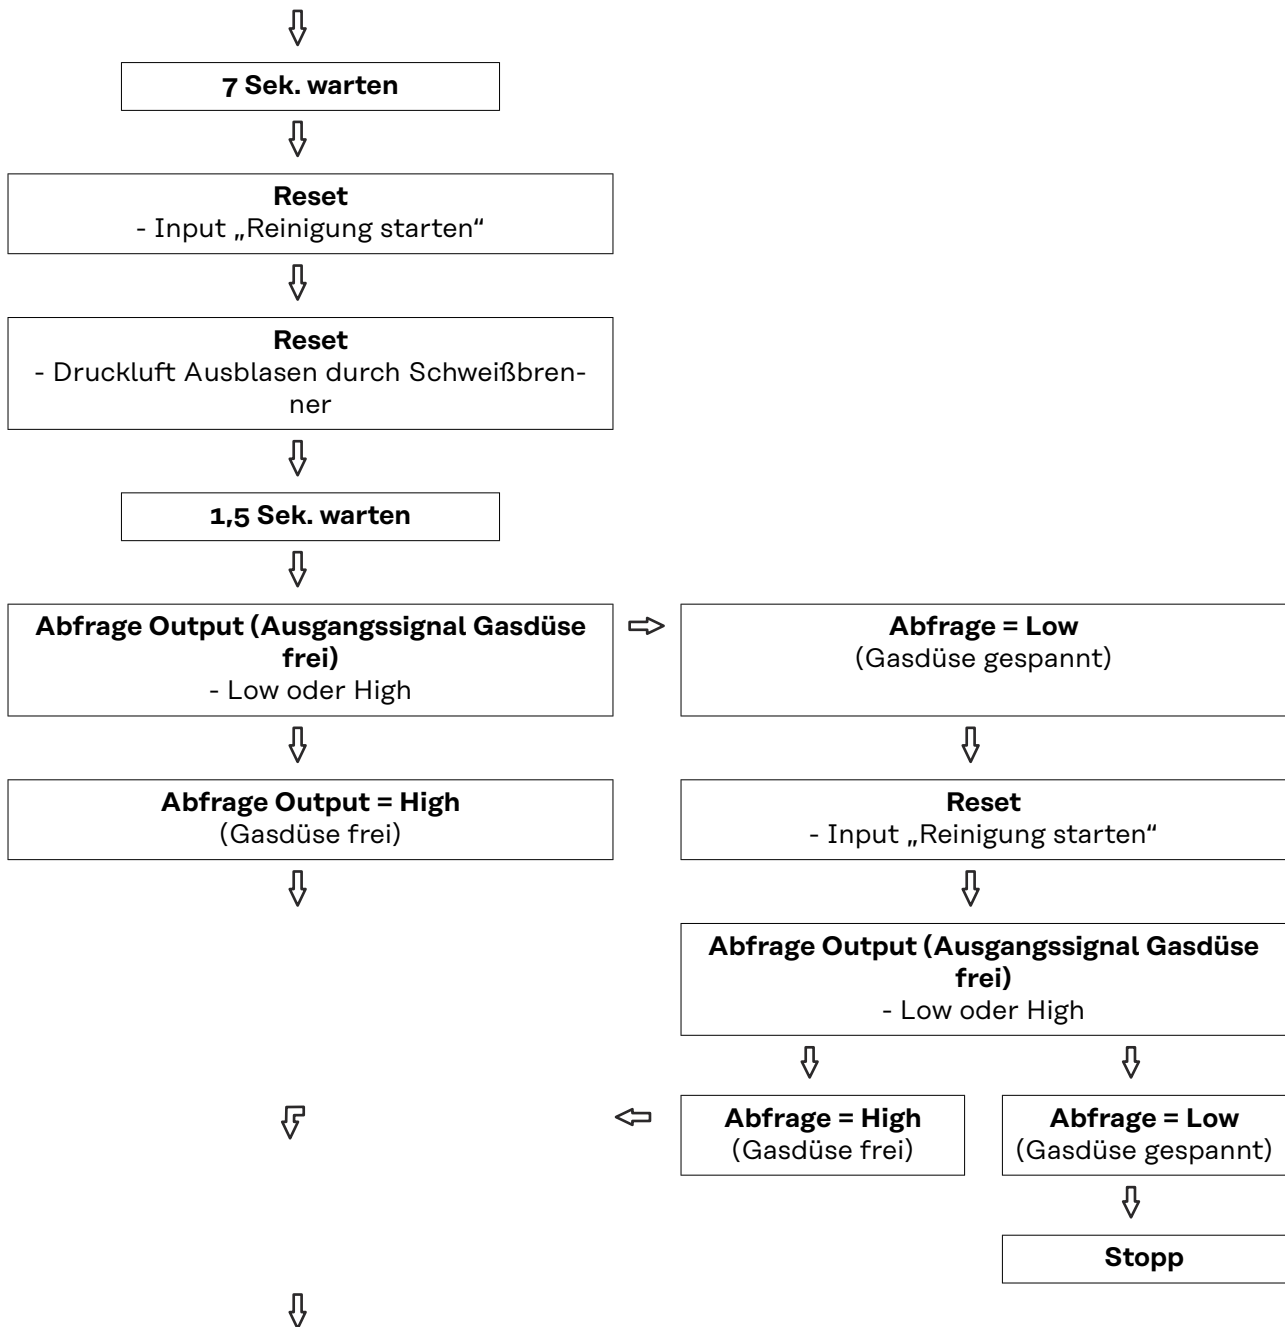 7 Sek. warten
Reset
- Input „Reinigung starten“
Reset
- Druckluft Ausblasen durch Schweißbren-
ner
1,5 Sek. warten
Abfrage Output (Ausgangssignal Gasdüse
frei)
- Low oder High
Abfrage = Low
(Gasdüse gespannt)
Abfrage Output = High
(Gasdüse frei)
Reset
- Input „Reinigung starten“
Abfrage Output (Ausgangssignal Gasdüse
frei)
- Low oder High
Abfrage = High
(Gasdüse frei)
Abfrage = Low
(Gasdüse gespannt)
Stopp